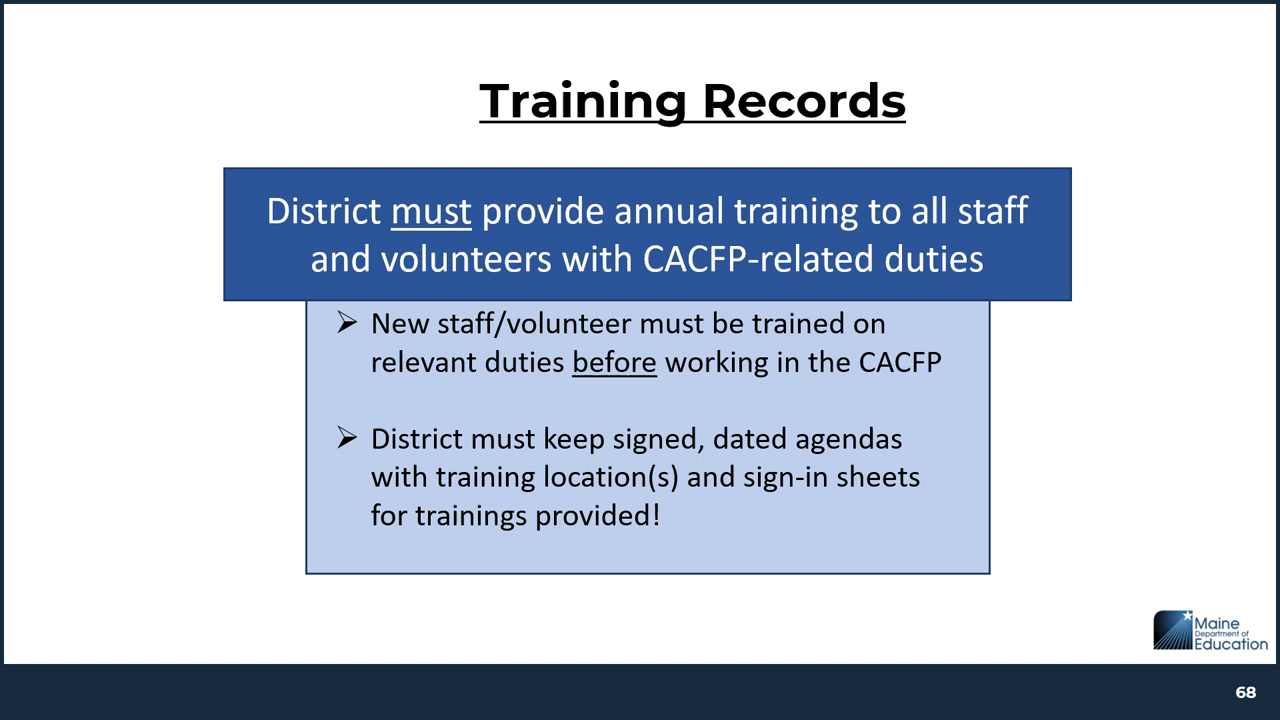 Training Records
District must provide annual training to all staff
and volunteers with CACFP-related duties
➢ New staff/volunteer must be trained on
relevant duties before working in the CACFP
➢ District must keep signed, dated agendas
with training location(s) and sign-in sheets
for trainings provided!
Maine
Department of
Education
68